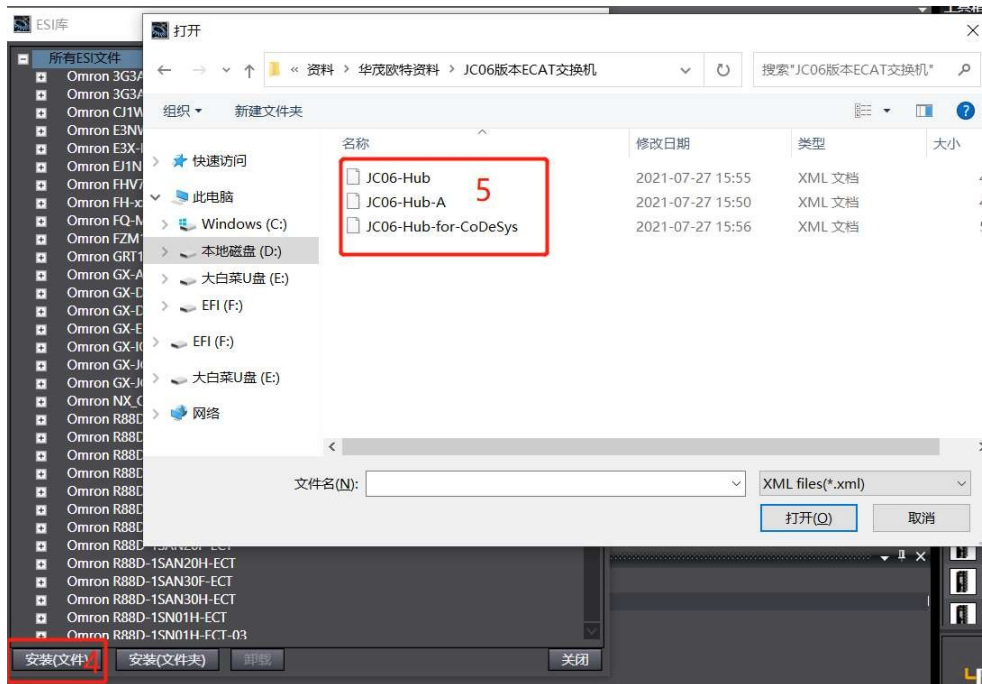 ESI库
打开
« 资料 > 华茂欧特资料 > JC06版本ECAT交换机
搜索"JC06版本ECAT交换机"
组织
新建文件夹
名称
修改日期
类型
大小
JC06-Hub
2021-07-27 15:55
XML 文档
JC06-Hub-A
2021-07-27 15:50
XML 文档
JC06-Hub-for-CoDeSys
2021-07-27 15:56
XML 文档
5
快速访问
此电脑
Windows (C:)
本地磁盘 (D:)
大白菜U盘 (E:)
EFI (F:)
EFI (F:)
大白菜U盘 (E:)
网络
文件名(N):
XML files(*.xml)
打开(O)
取消
所有ESI文件
Omron 3G3A
Omron 3G3A
Omron CJ1W
Omron E3NW
Omron E3X-
Omron EJ1N
Omron FHV7
Omron FH-x
Omron FQ-M
Omron FZM1
Omron GRT1
Omron GX-A
Omron GX-D
Omron GX-D
Omron GX-E
Omron GX-I
Omron GX-J
Omron GX-J
Omron NX_C
Omron R88D
Omron R88D
Omron R88D
Omron R88D
Omron R88D
Omron R88D
Omron R88D
Omron R88D-1SAN20F-ECT
Omron R88D-1SAN20H-ECT
Omron R88D-1SAN30F-ECT
Omron R88D-1SAN30H-ECT
Omron R88D-1SN01H-ECT
Omron R88D-1SN01H-ECT-03
安装(文件)
4
安装(文件夹)
卸载
关闭